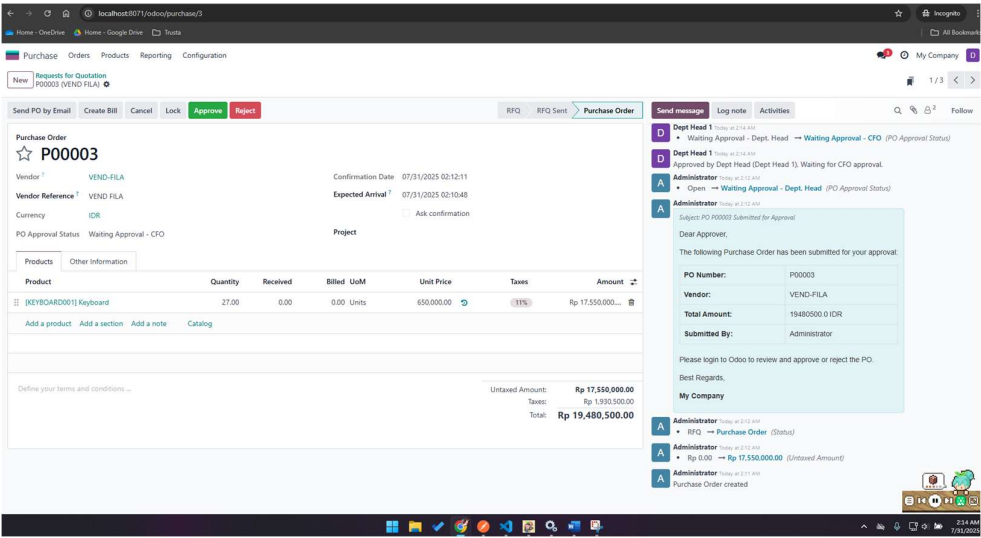 localhost:8071/odoo/purchase/3
Incognito
Home - OneDrive Home - Google Drive Trusta
All Bookmarks
Purchase Orders Products Reporting Configuration
My Company D
New Requests for Quotation
P00003 (VEND FILA)
1 / 3
Send PO by Email Create Bill Cancel Lock Approve Reject
RFQ RFQ Sent Purchase Order
Purchase Order
P00003
Vendor ? VEND-FILA
Confirmation Date 07/31/2025 02:12:11
Vendor Reference ? VEND FILA
Expected Arrival ? 07/31/2025 02:10:48
Currency IDR
Ask confirmation
PO Approval Status Waiting Approval - CFO
Project
Products Other Information
Product Quantity Received Billed UoM Unit Price Taxes Amount
[KEYBOARD001] Keyboard 27.00 0.00 0.00 Units 650,000.00 11% Rp 17.550.000....
Add a product Add a section Add a note Catalog
Define your terms and conditions ...
Untaxed Amount: Rp 17,550,000.00
Taxes: Rp 1,930,500.00
Total: Rp 19,480,500.00
Send message Log note Activities
2 Follow
D Dept Head 1 Today at 2:14 AM
• Waiting Approval - Dept. Head → Waiting Approval - CFO (PO Approval Status)
D Dept Head 1 Today at 2:14 AM
Approved by Dept Head (Dept Head 1). Waiting for CFO approval.
A Administrator Today at 2:12 AM
• Open → Waiting Approval - Dept. Head (PO Approval Status)
A Administrator Today at 2:12 AM
Subject: PO P00003 Submitted for Approval
Dear Approver,
The following Purchase Order has been submitted for your approval:
PO Number: P00003
Vendor: VEND-FILA
Total Amount: 19480500.0 IDR
Submitted By: Administrator
Please login to Odoo to review and approve or reject the PO.
Best Regards,
My Company
A Administrator Today at 2:12 AM
• RFQ → Purchase Order (Status)
A Administrator Today at 2:12 AM
• Rp 0.00 → Rp 17,550,000.00 (Untaxed Amount)
A Administrator Today at 2:11 AM
Purchase Order created
2:14 AM
7/31/2025